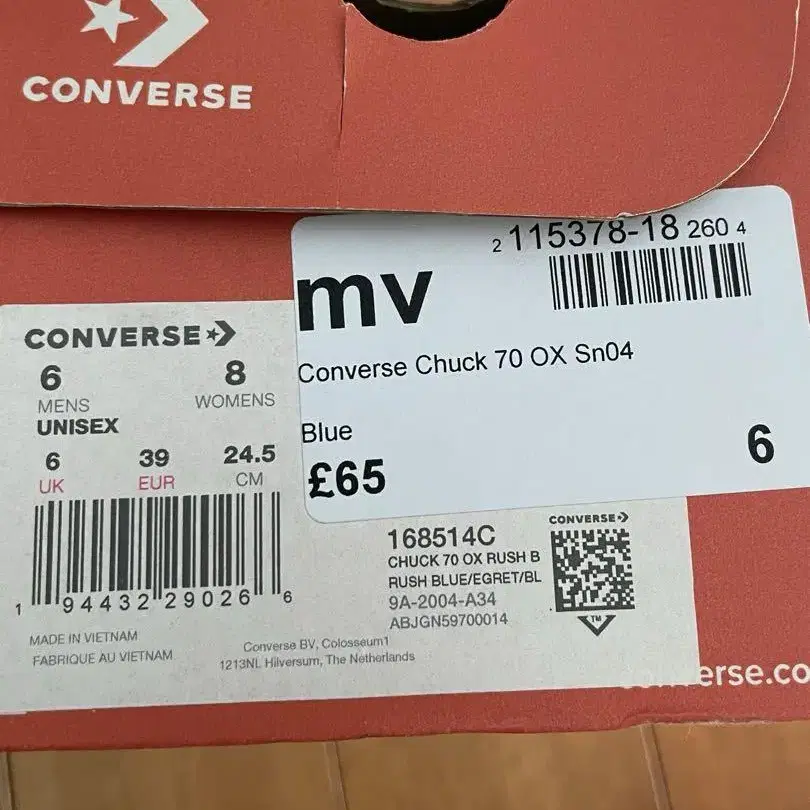 CONVERSE
2 115378-18 260 4
mv
Converse Chuck 70 OX Sn04
Blue
£65
6
CONVERSE
6 8
MENS WOMENS
UNISEX
6 39 24.5
UK EUR CM
1 94432 29026 6
MADE IN VIETNAM
FABRIQUE AU VIETNAM
Converse BV, Colosseum1
1213NL Hilversum, The Netherlands
168514C
CHUCK 70 OX RUSH B
RUSH BLUE/EGRET/BL
9A-2004-A34
ABJGN59700014
CONVERSE
TM
erse.co